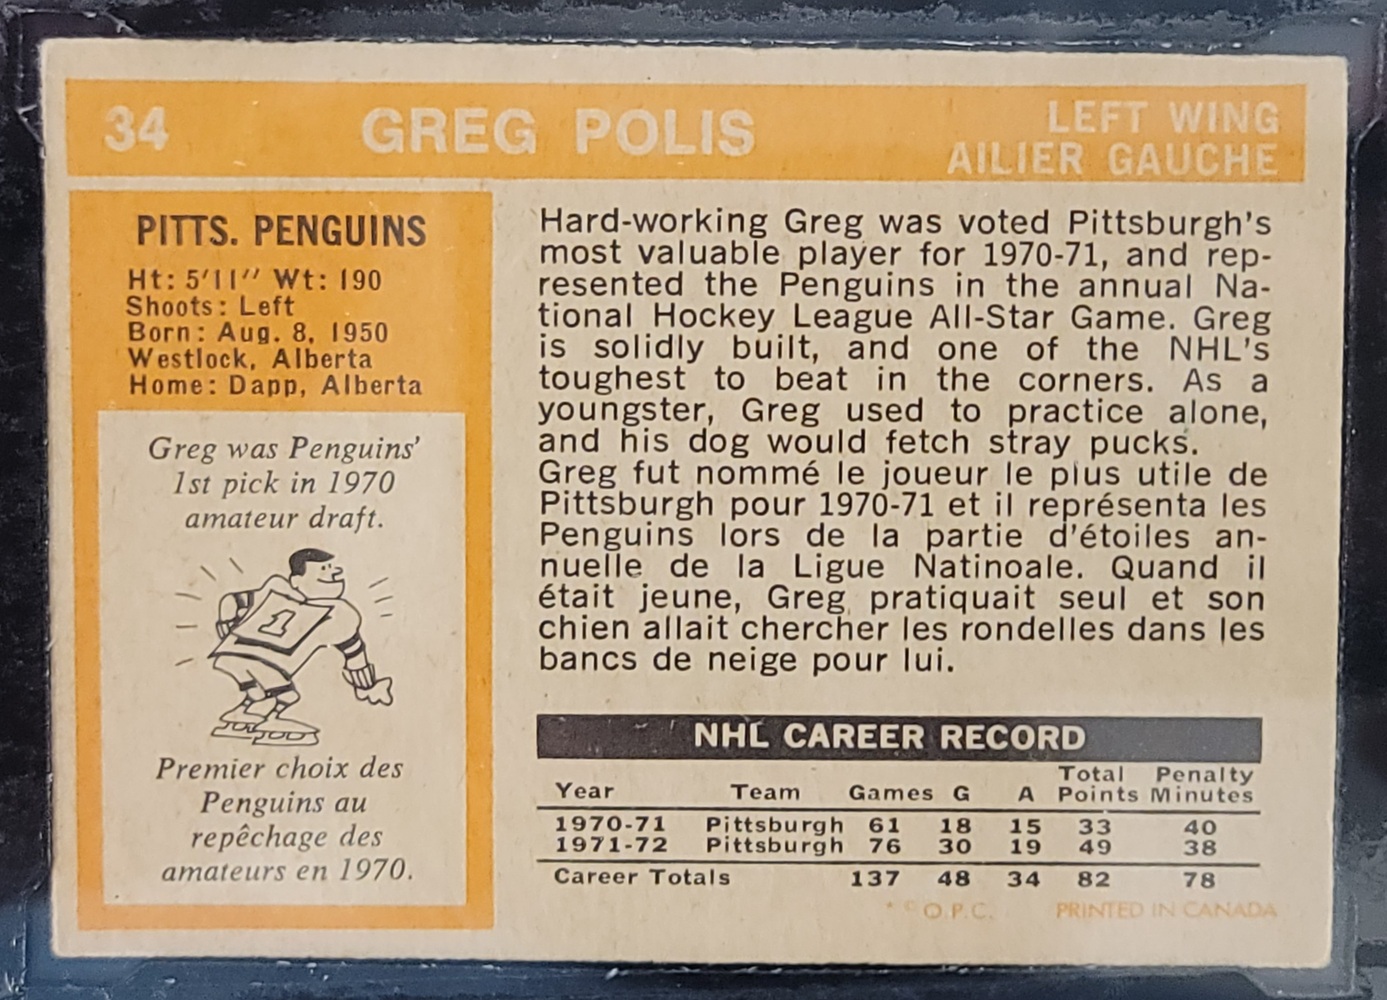 34 GREG POLIS LEFT WING
AILIER GAUCHE
PITTS. PENGUINS
Ht: 5'11'' Wt: 190
Shoots: Left
Born: Aug. 8, 1950
Westlock, Alberta
Home: Dapp, Alberta
Greg was Penguins'
1st pick in 1970
amateur draft.
1
Premier choix des
Penguins au
repêchage des
amateurs en 1970.
Hard-working Greg was voted Pittsburgh's
most valuable player for 1970-71, and rep-
resented the Penguins in the annual Na-
tional Hockey League All-Star Game. Greg
is solidly built, and one of the NHL's
toughest to beat in the corners. As a
youngster, Greg used to practice alone,
and his dog would fetch stray pucks.
Greg fut nommé le joueur le plus utile de
Pittsburgh pour 1970-71 et il représenta les
Penguins lors de la partie d'étoiles an-
nuelle de la Ligue Natinoale. Quand il
était jeune, Greg pratiquait seul et son
chien allait chercher les rondelles dans les
bancs de neige pour lui.
NHL CAREER RECORD
Year Team Games G A Total Points Penalty Minutes
1970-71 Pittsburgh 61 18 15 33 40
1971-72 Pittsburgh 76 30 19 49 38
Career Totals 137 48 34 82 78
* © O.P.C. PRINTED IN CANADA